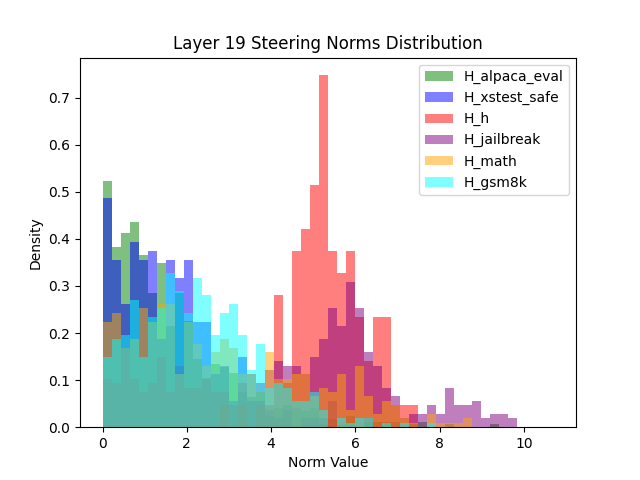 Layer 19 Steering Norms Distribution
H_alpaca_eval
H_xstest_safe
H_h
H_jailbreak
H_math
H_gsm8k
Density
0.7
0.6
0.5
0.4
0.3
0.2
0.1
0.0
0 2 4 6 8 10
Norm Value